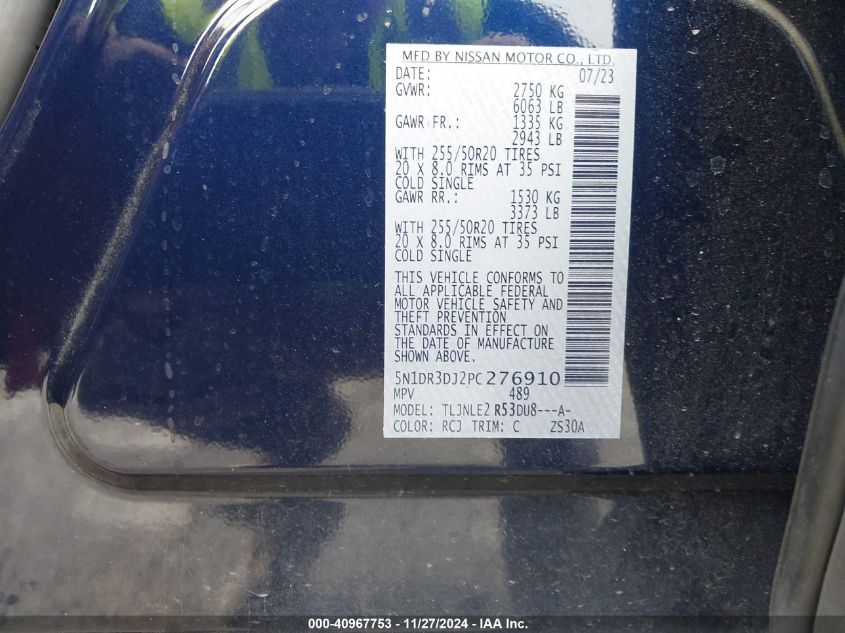 MFD BY NISSAN MOTOR CO., LTD.
DATE: 07/23
GVWR: 2750 KG
6063 LB
GAWR FR.: 1335 KG
2943 LB
WITH 255/50R20 TIRES
20 X 8.0 RIMS AT 35 PSI
COLD SINGLE
GAWR RR.: 1530 KG
3373 LB
WITH 255/50R20 TIRES
20 X 8.0 RIMS AT 35 PSI
COLD SINGLE
THIS VEHICLE CONFORMS TO
ALL APPLICABLE FEDERAL
MOTOR VEHICLE SAFETY AND
THEFT PREVENTION
STANDARDS IN EFFECT ON
THE DATE OF MANUFACTURE
SHOWN ABOVE.
5N1DR3DJ2PC276910
MPV 489
MODEL: TLJNLE2 R53DU8---A-
COLOR: RCJ TRIM: C ZS30A
000-40967753 - 11/27/2024 - IAA Inc.